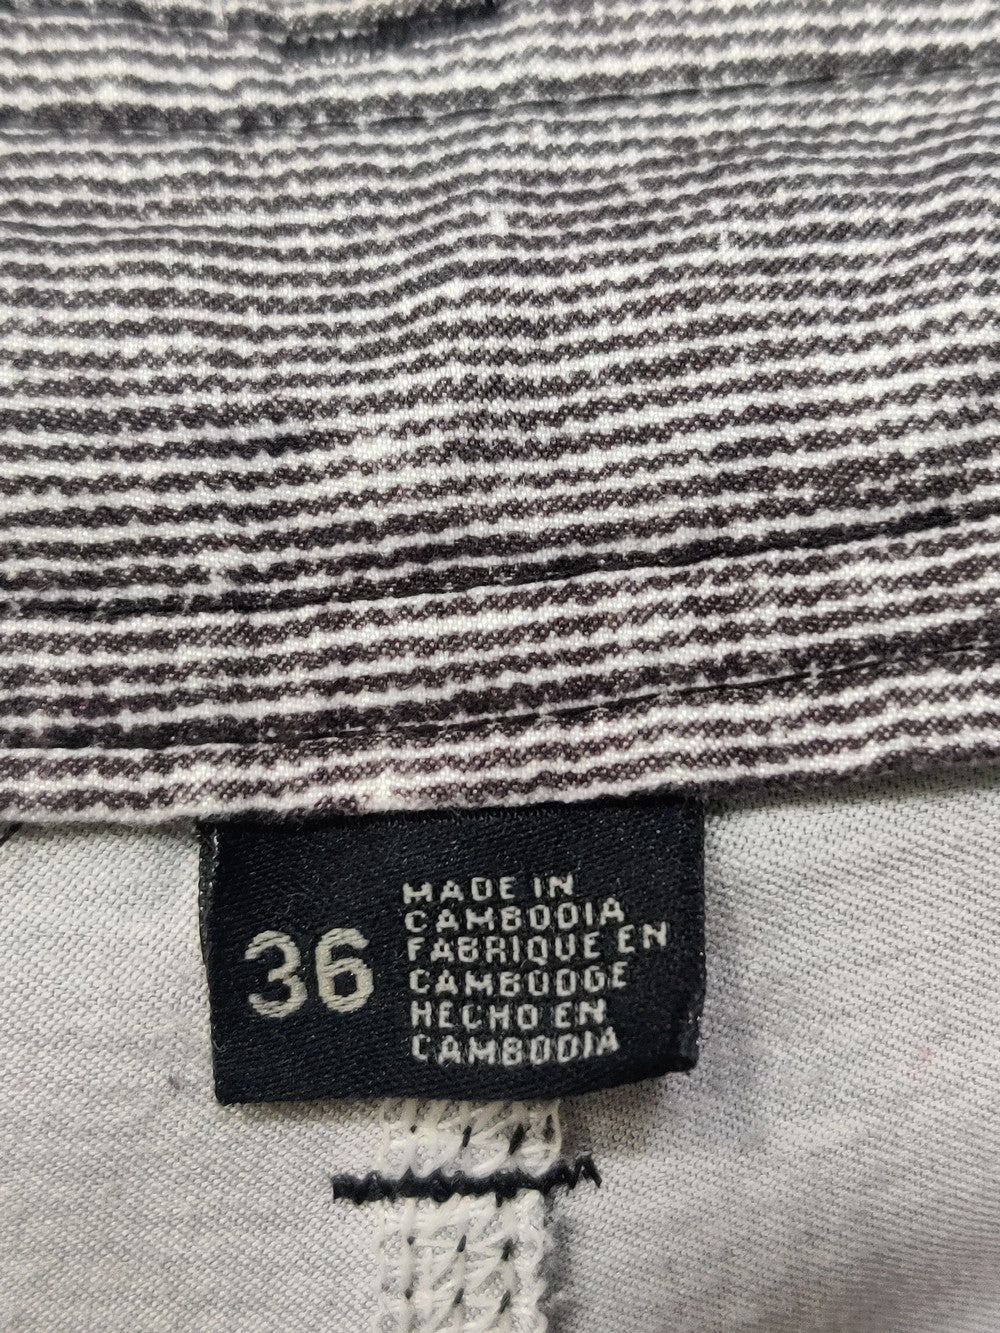 36
MADE IN
CAMBODIA
FABRIQUE EN
CAMBODGE
HECHO EN
CAMBODIA